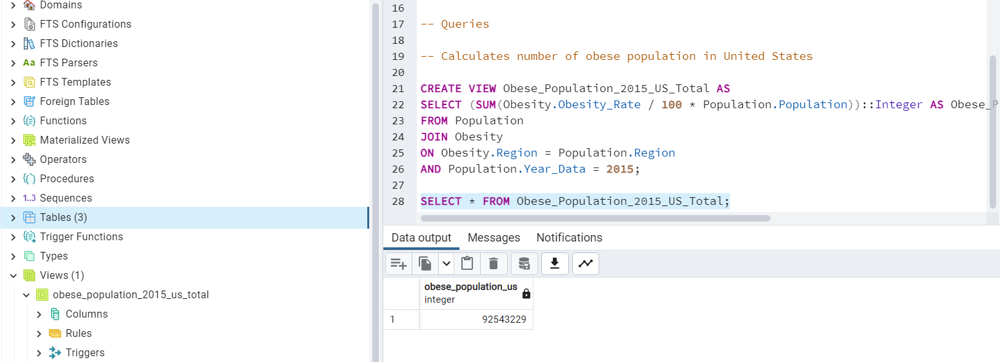 Domains
FTS Configurations
FTS Dictionaries
Aa FTS Parsers
FTS Templates
Foreign Tables
Functions
Materialized Views
Operators
Procedures
1..3 Sequences
Tables (3)
Trigger Functions
Types
Views (1)
obese_population_2015_us_total
Columns
Rules
Triggers
16
17 -- Queries
18
19 -- Calculates number of obese population in United States
20
21 CREATE VIEW Obese_Population_2015_US_Total AS
22 SELECT (SUM(Obesity.Obesity_Rate / 100 * Population.Population))::Integer AS Obese_P
23 FROM Population
24 JOIN Obesity
25 ON Obesity.Region = Population.Region
26 AND Population.Year_Data = 2015;
27
28 SELECT * FROM Obese_Population_2015_US_Total;
Data output Messages Notifications
obese_population_us
integer
1 92543229